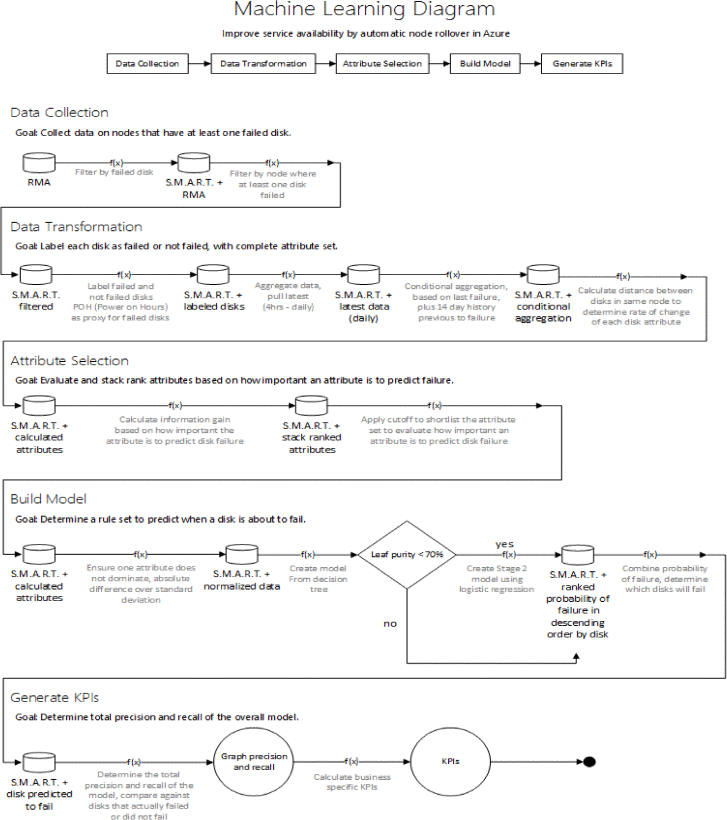 Machine Learning Diagram
Improve service availability by automatic node rollover in Azure
Data Collection
Data Transformation
Attribute Selection
Build Model
Generate KPIs
Data Collection
Goal: Collect data on nodes that have at least one failed disk.
RMA
f(x)
Filter by failed disk
S.M.A.R.T. +
RMA
f(x)
Filter by node where
at least one disk
failed
Data Transformation
Goal: Label each disk as failed or not failed, with complete attribute set.
S.M.A.R.T.
filtered
f(x)
Label failed and
not failed disks
POH (Power on Hours)
as proxy for failed disks
S.M.A.R.T. +
labeled disks
f(x)
Aggregate data,
pull latest
(4hrs - daily)
S.M.A.R.T. +
latest data
(daily)
f(x)
Conditional aggregation,
based on last failure,
plus 14 day history
previous to failure
S.M.A.R.T. +
conditional
aggregation
f(x)
Calculate distance between
disks in same node to
determine rate of change
of each disk attribute
Attribute Selection
Goal: Evaluate and stack rank attributes based on how important an attribute is to predict failure.
S.M.A.R.T. +
calculated
attributes
f(x)
Calculate information gain
based on how important the
attribute is to predict disk failure
S.M.A.R.T. +
stack ranked
attributes
f(x)
Apply cutoff to shortlist the attribute
set to evaluate how important an
attribute is to predict disk failure
Build Model
Goal: Determine a rule set to predict when a disk is about to fail.
S.M.A.R.T. +
calculated
attributes
f(x)
Ensure one attribute does
not dominate, absolute
difference over standard
deviation
S.M.A.R.T. +
normalized data
f(x)
Create model
From decision
tree
Leaf purity <70%
yes
f(x)
Create Stage 2
model using
logistic regression
no
S.M.A.R.T. +
ranked
probability of
failure in
descending
order by disk
f(x)
Combine probability
of failure, determine
which disks will fail
Generate KPIs
Goal: Determine total precision and recall of the overall model.
S.M.A.R.T. +
disk predicted
to fail
f(x)
Determine the total
precision and recall of the
model, compare against
disks that actually failed
or did not fail
Graph precision
and recall
f(x)
Calculate business
specific KPIs
KPIs